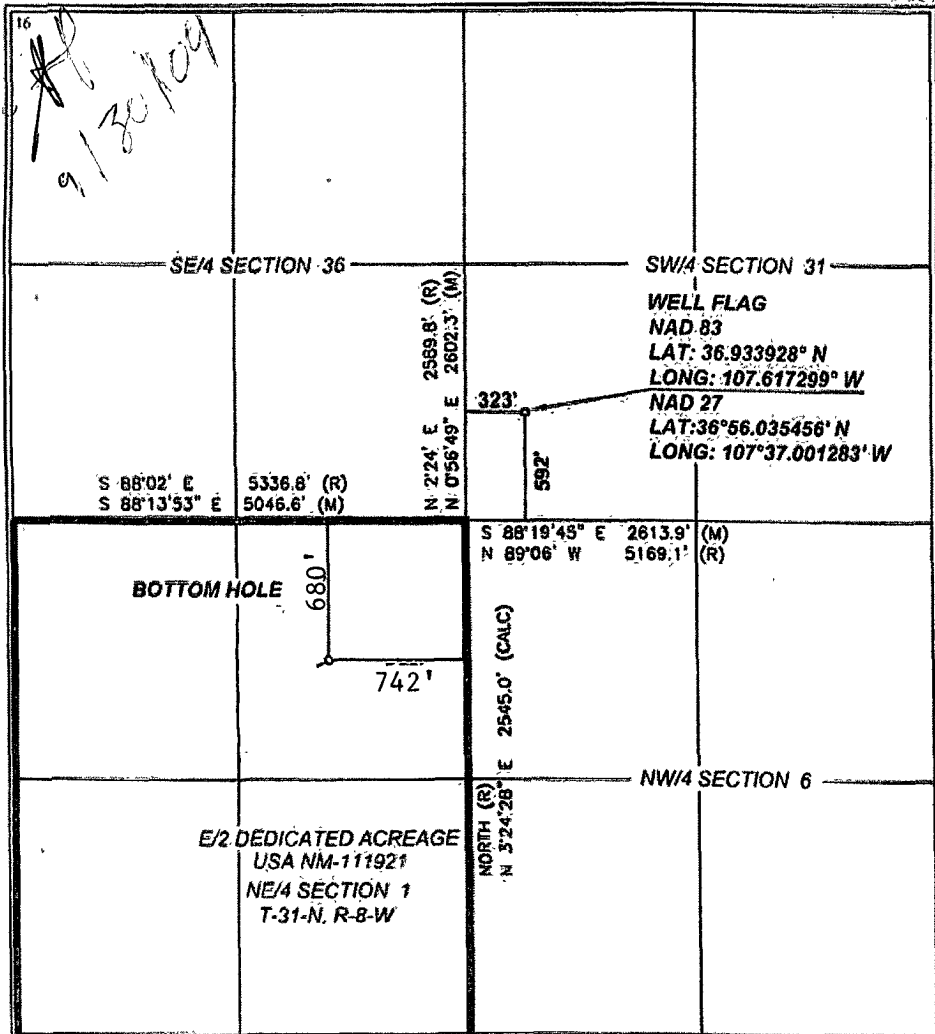 16
9/30/09
SE/4 SECTION 36
SW/4 SECTION 31
N 2°24' E 2589.8' (R)
N 0°56'49" E 2602.3' (M)
WELL FLAG
NAD 83
LAT: 36.933928° N
LONG: 107.617299° W
NAD 27
LAT:36°56.035456' N
LONG: 107°37.001283' W
323'
592'
S 88°02' E 5336.8' (R)
S 88°13'53" E 5046.6' (M)
S 88°19'45" E 2613.9' (M)
N 89°06' W 5169.1' (R)
BOTTOM HOLE
680'
742'
NORTH (R)
N 3°24'28" E 2545.0' (CALC)
NW/4 SECTION 6
E/2 DEDICATED ACREAGE
USA NM-111921
NE/4 SECTION 1
T-31-N, R-8-W